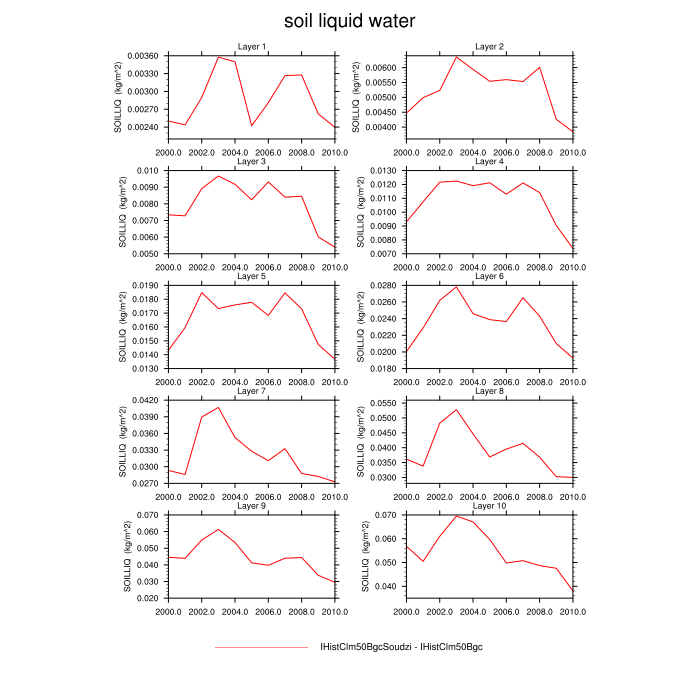 soil liquid water
Layer 1
SOILLIQ (kg/m^2)
0.00360
0.00330
0.00300
0.00270
0.00240
2000.0 2002.0 2004.0 2006.0 2008.0 2010.0
Layer 2
SOILLIQ (kg/m^2)
0.00600
0.00550
0.00500
0.00450
0.00400
2000.0 2002.0 2004.0 2006.0 2008.0 2010.0
Layer 3
SOILLIQ (kg/m^2)
0.010
0.0090
0.0080
0.0070
0.0060
0.0050
2000.0 2002.0 2004.0 2006.0 2008.0 2010.0
Layer 4
SOILLIQ (kg/m^2)
0.0130
0.0120
0.0110
0.010
0.0090
0.0080
0.0070
2000.0 2002.0 2004.0 2006.0 2008.0 2010.0
Layer 5
SOILLIQ (kg/m^2)
0.0190
0.0180
0.0170
0.0160
0.0150
0.0140
0.0130
2000.0 2002.0 2004.0 2006.0 2008.0 2010.0
Layer 6
SOILLIQ (kg/m^2)
0.0280
0.0260
0.0240
0.0220
0.0200
0.0180
2000.0 2002.0 2004.0 2006.0 2008.0 2010.0
Layer 7
SOILLIQ (kg/m^2)
0.0420
0.0390
0.0360
0.0330
0.0300
0.0270
2000.0 2002.0 2004.0 2006.0 2008.0 2010.0
Layer 8
SOILLIQ (kg/m^2)
0.0550
0.0500
0.0450
0.0400
0.0350
0.0300
2000.0 2002.0 2004.0 2006.0 2008.0 2010.0
Layer 9
SOILLIQ (kg/m^2)
0.070
0.060
0.050
0.040
0.030
0.020
2000.0 2002.0 2004.0 2006.0 2008.0 2010.0
Layer 10
SOILLIQ (kg/m^2)
0.070
0.060
0.050
0.040
2000.0 2002.0 2004.0 2006.0 2008.0 2010.0
IHistClm50BgcSoudzi - IHistClm50Bgc